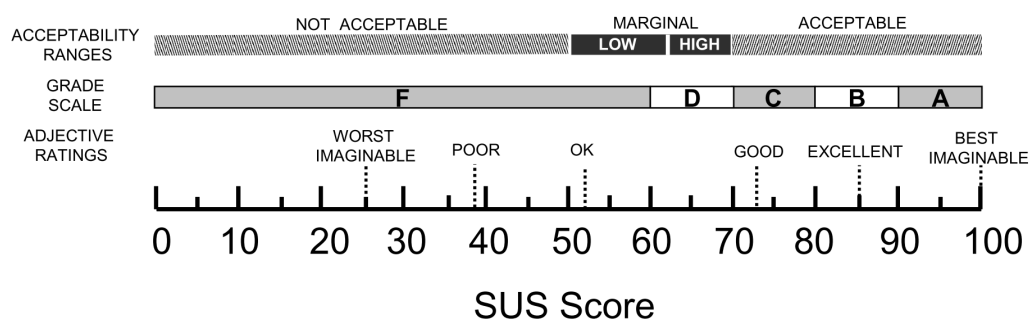 ACCEPTABILITY
RANGES
NOT ACCEPTABLE
MARGINAL
ACCEPTABLE
LOW
HIGH
GRADE
SCALE
F
D
C
B
A
ADJECTIVE
RATINGS
WORST
IMAGINABLE
POOR
OK
GOOD
EXCELLENT
BEST
IMAGINABLE
0 10 20 30 40 50 60 70 80 90 100
SUS Score